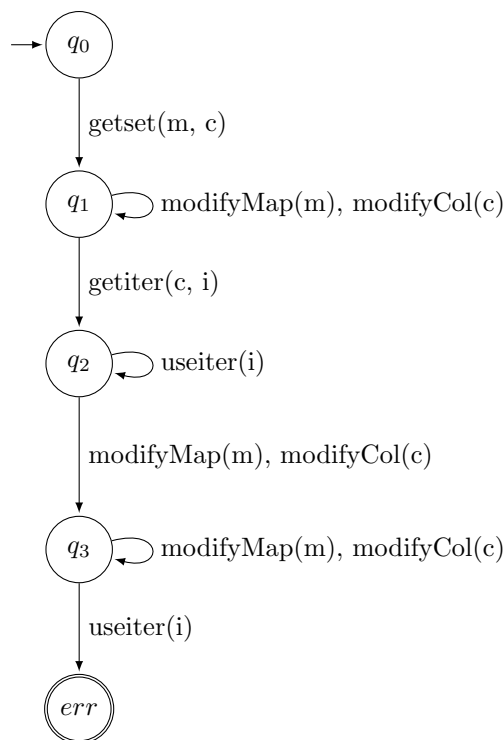 q0
getset(m, c)
q1
modifyMap(m), modifyCol(c)
getiter(c, i)
q2
useiter(i)
modifyMap(m), modifyCol(c)
q3
modifyMap(m), modifyCol(c)
useiter(i)
err